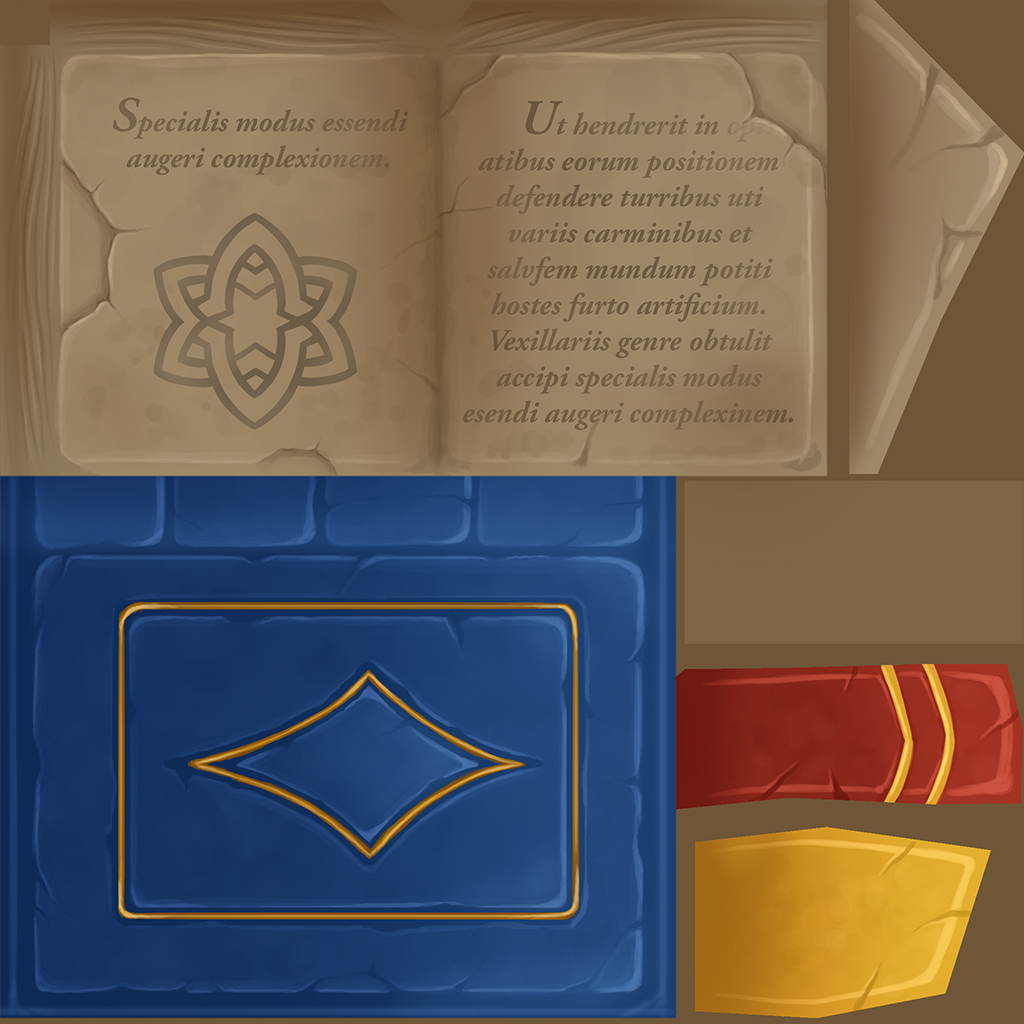 Specialis modus essendi
augeri complexionem.
Ut hendrerit in
atibus eorum positionem
defendere turribus uti
variis carminibus et
salvfem mundum potiti
hostes furto artificium.
Vexillariis genre obtulit
accipi specialis modus
esendi augeri complexinem.